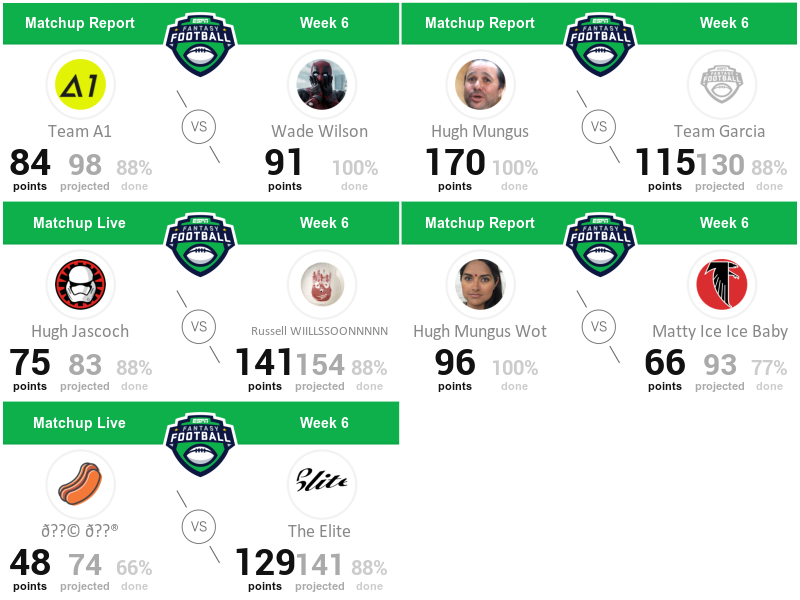 Matchup Report Week 6
ESPN
FANTASY
FOOTBALL
A1
VS
Team A1 Wade Wilson
84 98 88% 91 100%
points projected done points done
Matchup Report Week 6
ESPN
FANTASY
FOOTBALL
VS
Hugh Mungus Team Garcia
170 100% 115 130 88%
points done points projected done
Matchup Live Week 6
ESPN
FANTASY
FOOTBALL
VS
Hugh Jascoch Russell WIILLSSOONNNNN
75 83 88% 141 154 88%
points projected done points projected done
Matchup Report Week 6
ESPN
FANTASY
FOOTBALL
VS
Hugh Mungus Wot Matty Ice Ice Baby
96 100% 66 93 77%
points done points projected done
Matchup Live Week 6
ESPN
FANTASY
FOOTBALL
Elite
VS
ð??© ð??® The Elite
48 74 66% 129 141 88%
points projected done points projected done